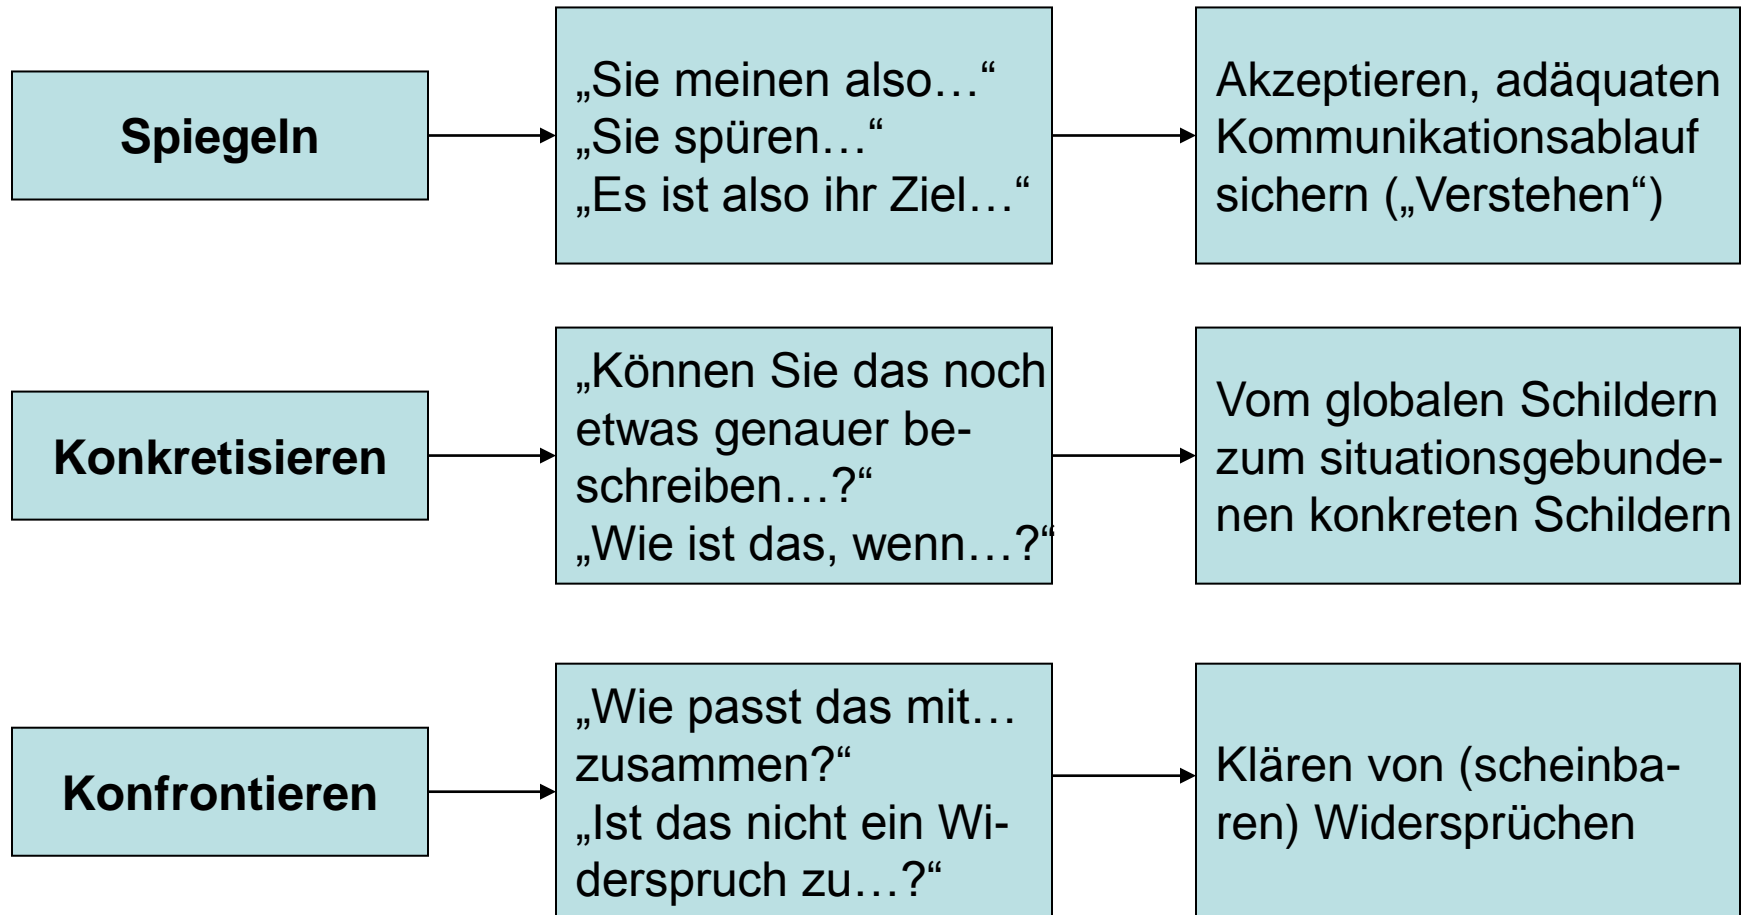 Spiegeln
„Sie meinen also…“
„Sie spüren…“
„Es ist also ihr Ziel…“
Akzeptieren, adäquaten
Kommunikationsablauf
sichern („Verstehen“)
Konkretisieren
„Können Sie das noch
etwas genauer be-
schreiben…?“
„Wie ist das, wenn…?“
Vom globalen Schildern
zum situationsgebunde-
nen konkreten Schildern
Konfrontieren
„Wie passt das mit…
zusammen?“
„Ist das nicht ein Wi-
derspruch zu…?“
Klären von (scheinba-
ren) Widersprüchen